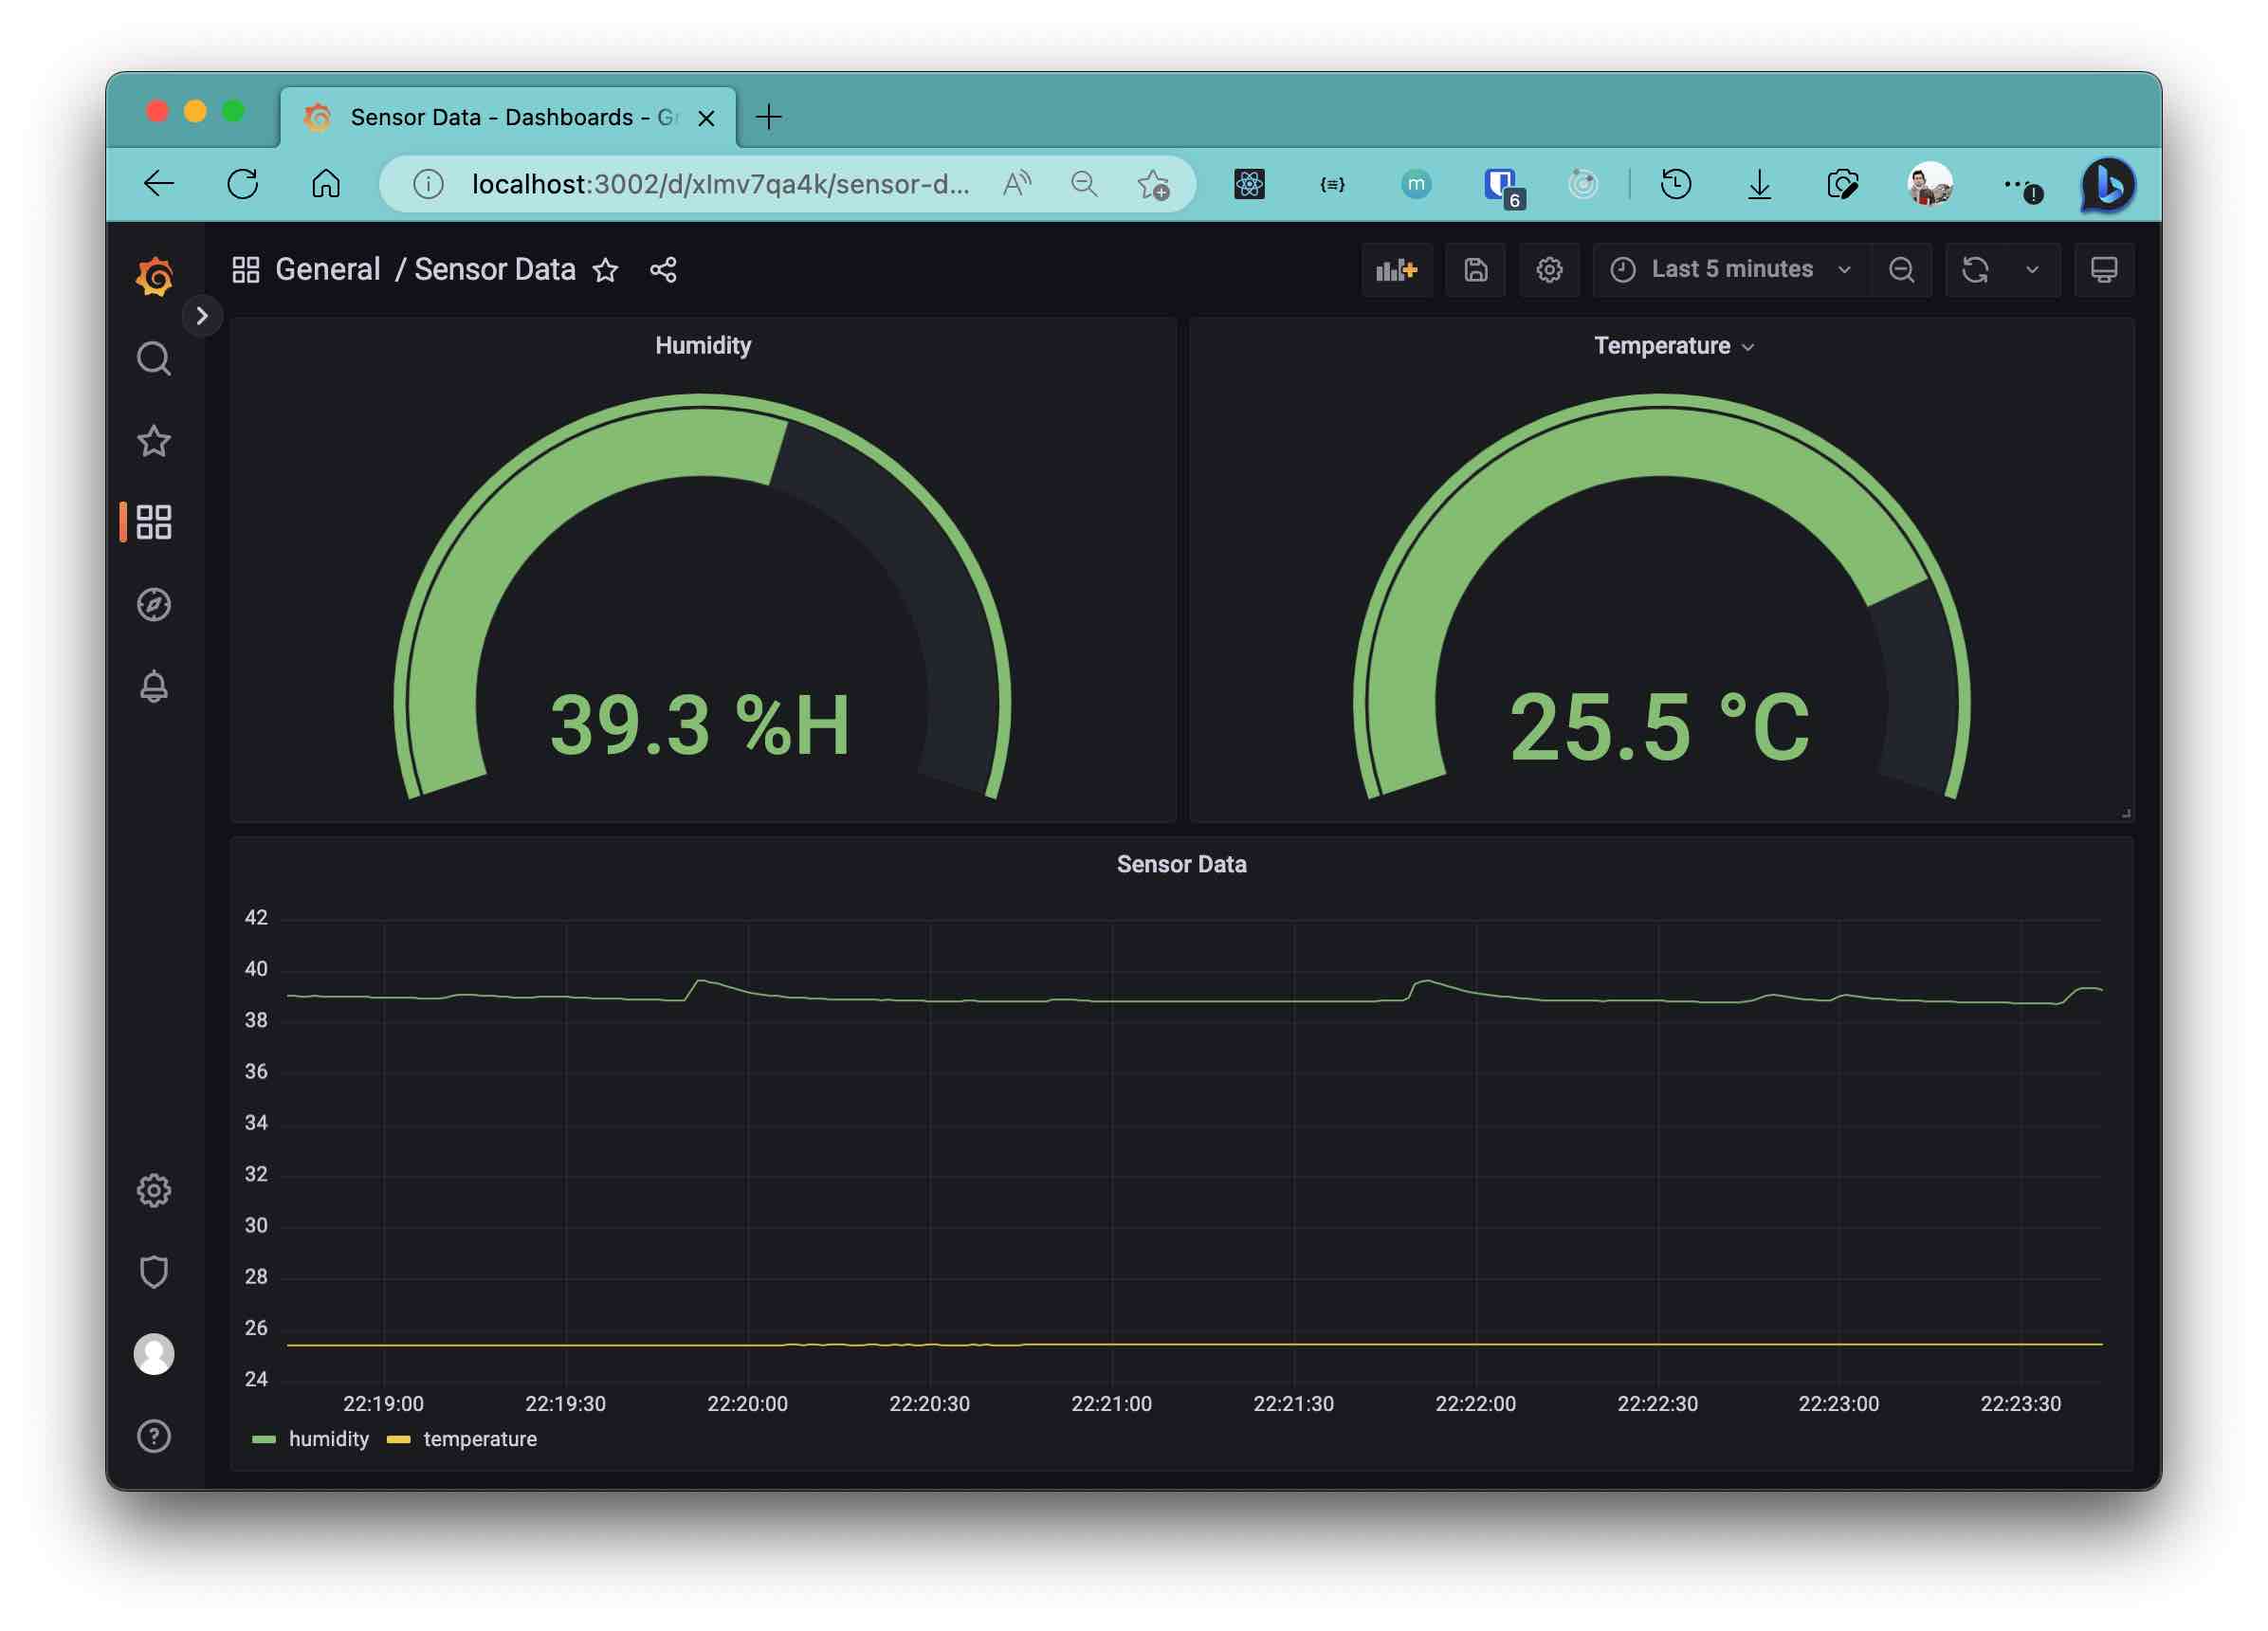 Sensor Data - Dashboards - Gr
localhost:3002/d/xlmv7qa4k/sensor-d...
{≡}
m
6
General / Sensor Data
Last 5 minutes
Humidity
39.3 %H
Temperature
25.5 °C
Sensor Data
42
40
38
36
34
32
30
28
26
24
22:19:00 22:19:30 22:20:00 22:20:30 22:21:00 22:21:30 22:22:00 22:22:30 22:23:00 22:23:30
humidity temperature